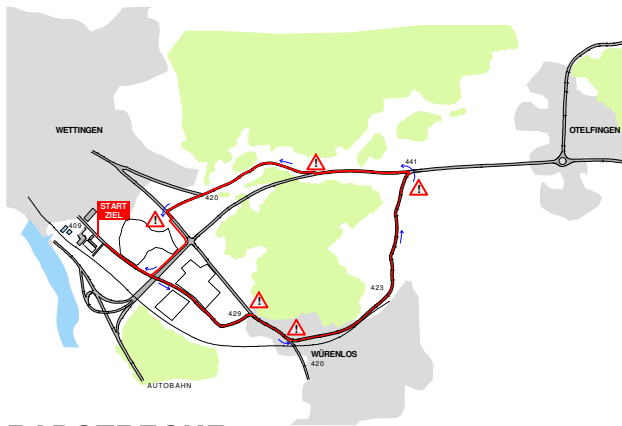 WETTINGEN
OTELFINGEN
441
420
START
ZIEL
409
423
429
WÜRENLOS
420
AUTOBAHN